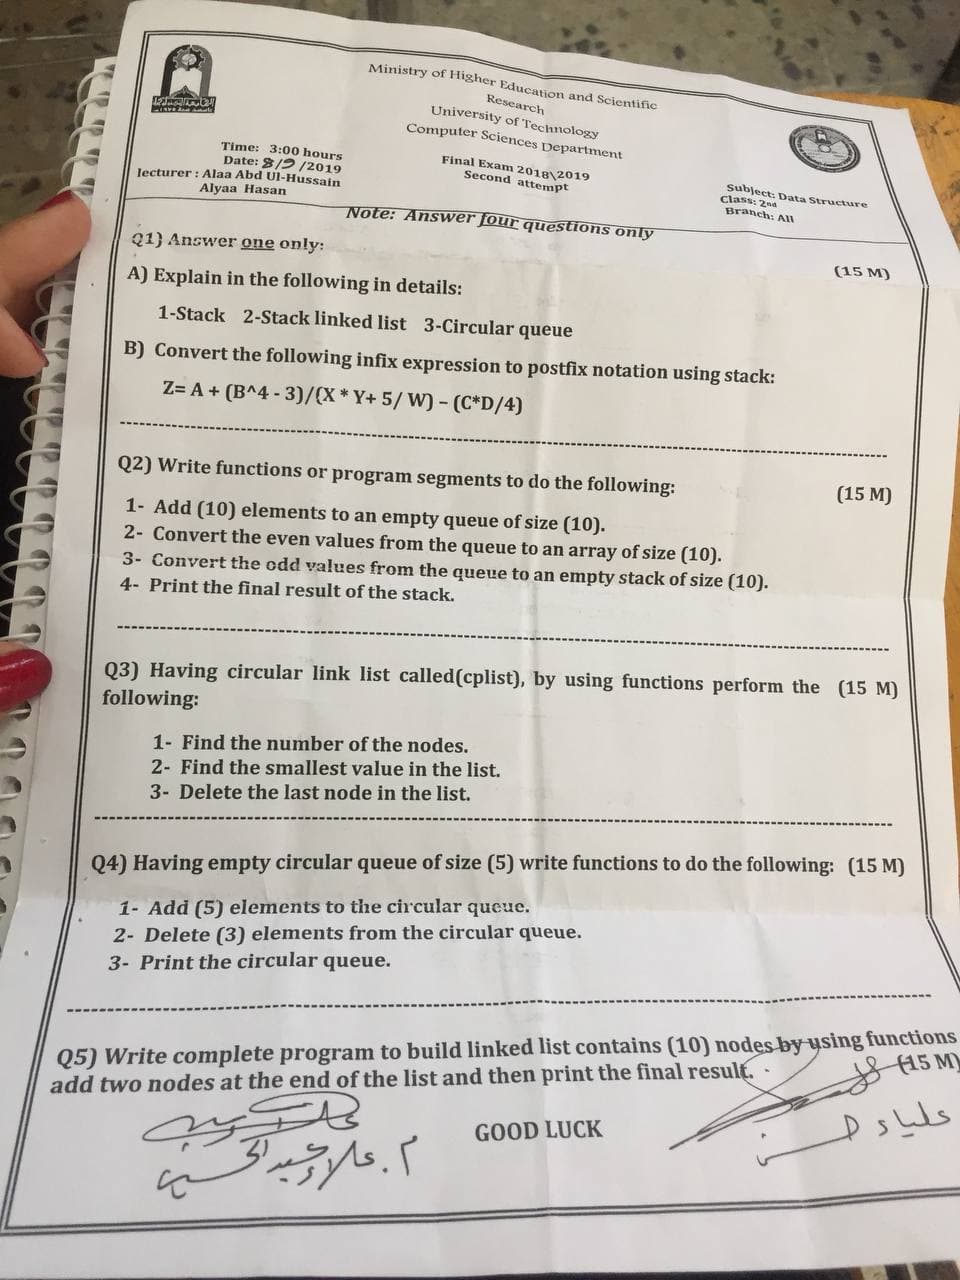 Ministry of Higher Education and Scientific
Research
University of Technology
Computer Sciences Department
Final Exam 2018\2019
Second attempt
Time: 3:00 hours
Date: 8/9/2019
lecturer : Alaa Abd Ul-Hussain
Alyaa Hasan
Subject: Data Structure
Class: 2nd
Branch: All
Note: Answer four questions only
Q1) Answer one only:
(15 M)
A) Explain in the following in details:
1-Stack 2-Stack linked list 3-Circular queue
B) Convert the following infix expression to postfix notation using stack:
Z= A + (B^4 - 3)/(X * Y+ 5/ W) – (C*D/4)
Q2) Write functions or program segments to do the following:
(15 M)
1- Add (10) elements to an empty queue of size (10).
2- Convert the even values from the queue to an array of size (10).
3- Convert the odd values from the queue to an empty stack of size (10).
4- Print the final result of the stack.
Q3) Having circular link list called(cplist), by using functions perform the (15 M)
following:
1- Find the number of the nodes.
2- Find the smallest value in the list.
3- Delete the last node in the list.
Q4) Having empty circular queue of size (5) write functions to do the following: (15 M)
1- Add (5) elements to the circular queue.
2- Delete (3) elements from the circular queue.
3- Print the circular queue.
Q5) Write complete program to build linked list contains (10) nodes by using functions
add two nodes at the end of the list and then print the final result.
(15 M)
GOOD LUCK
علياء حسن
م. علاء عبد الحسين